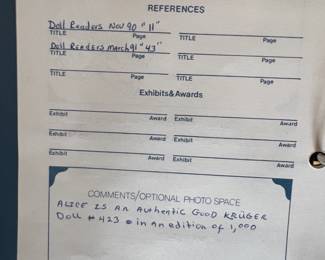 REFERENCES
Doll Readers Nov 90 "11"
TITLE Page TITLE Page
Doll Readers March 91 "43"
TITLE Page TITLE Page
TITLE Page TITLE Page
Exhibits & Awards
Exhibit Award Exhibit Award
Exhibit Award Exhibit Award
Exhibit Award Exhibit Award
COMMENTS/OPTIONAL PHOTO SPACE
ALICE IS AN Authentic GOOD KRÜGER
Doll #423 in AN edition of 1,000